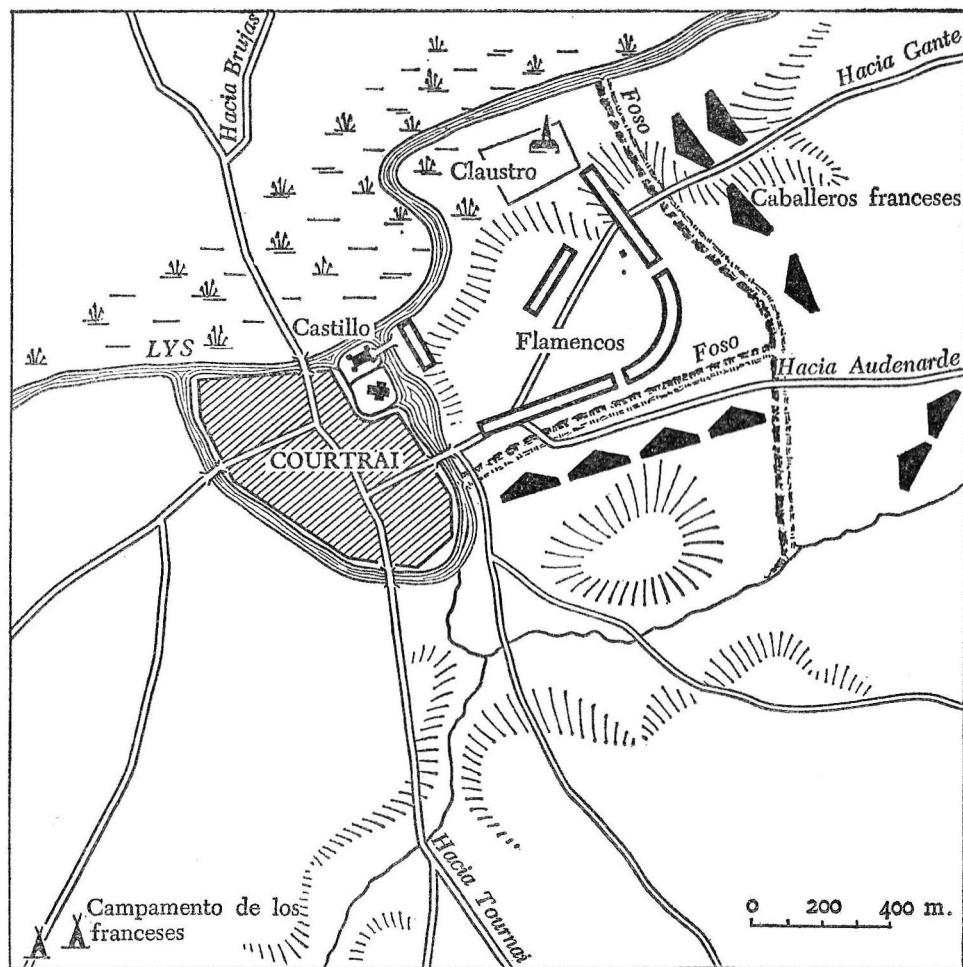 Hacia Brujas
Hacia Gante
Foso
Claustro
Caballeros franceses
Castillo
Flamencos
LYS
Foso
Hacia Audenarde
COURTRAI
Hacia Tournai
Campamento de los
franceses
0 200 400 m.